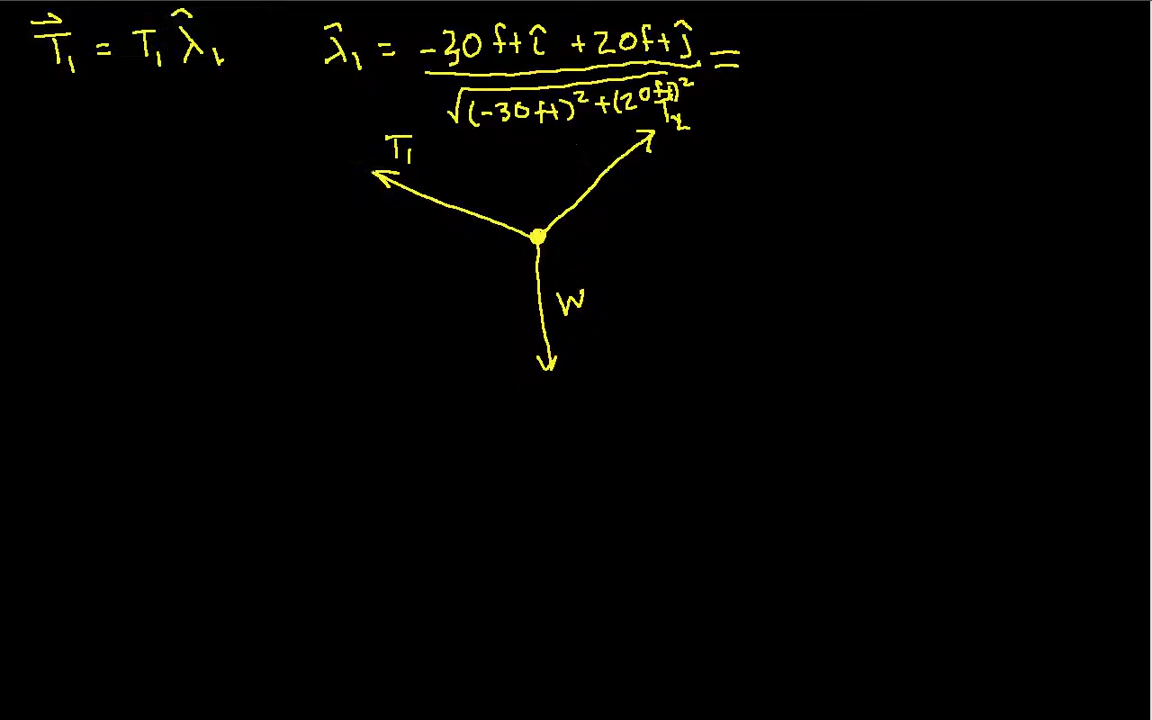 T⃗₁ = T₁ λ̂₁
λ̂₁ = -30ft î + 20ft ĵ =
√(-30ft)² + (20ft)²
T₁
T₂
W